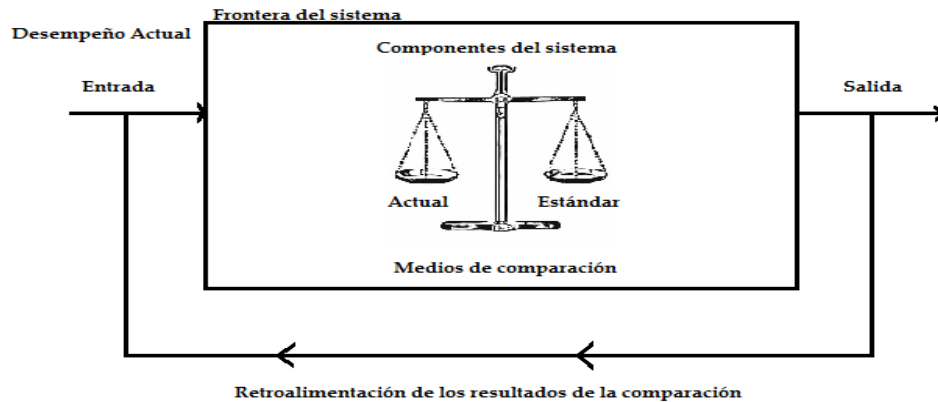 Frontera del sistema
Desempeño Actual
Componentes del sistema
Entrada
Salida
Actual
Estándar
Medios de comparación
Retroalimentación de los resultados de la comparación